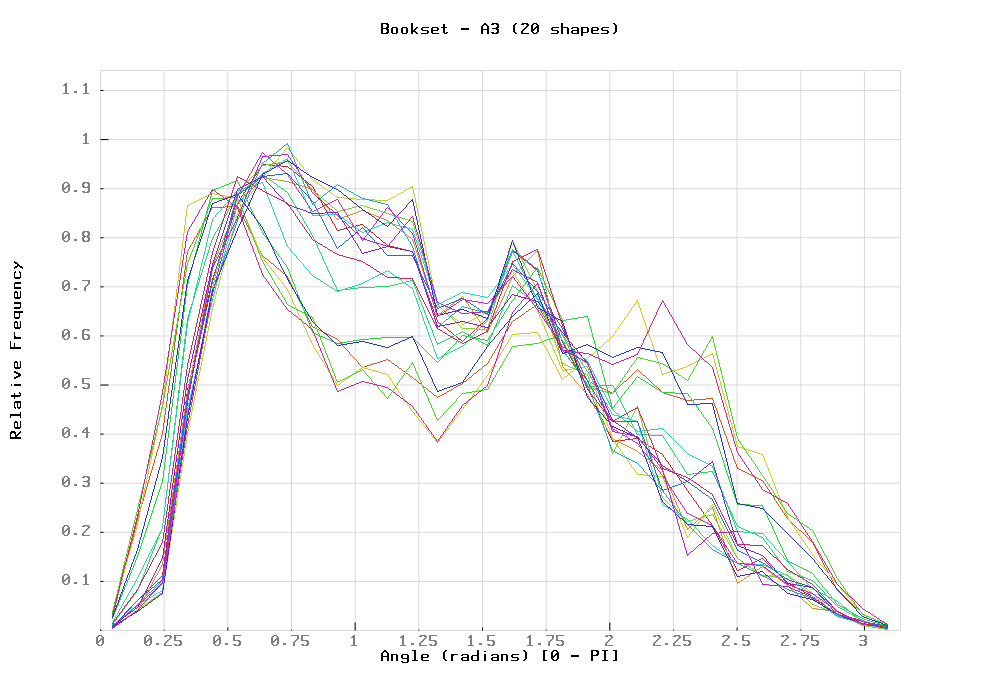 Bookset - A3 (20 shapes)
1.1
1
0.9
0.8
0.7
0.6
0.5
0.4
0.3
0.2
0.1
Relative Frequency
0 0.25 0.5 0.75 1 1.25 1.5 1.75 2 2.25 2.5 2.75 3
Angle (radians) [0 - PI]